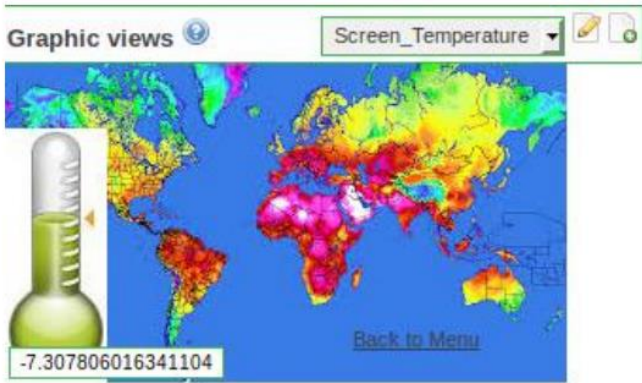 Graphic views ?
Screen_Temperature
Back to Menu
-7.307806016341104